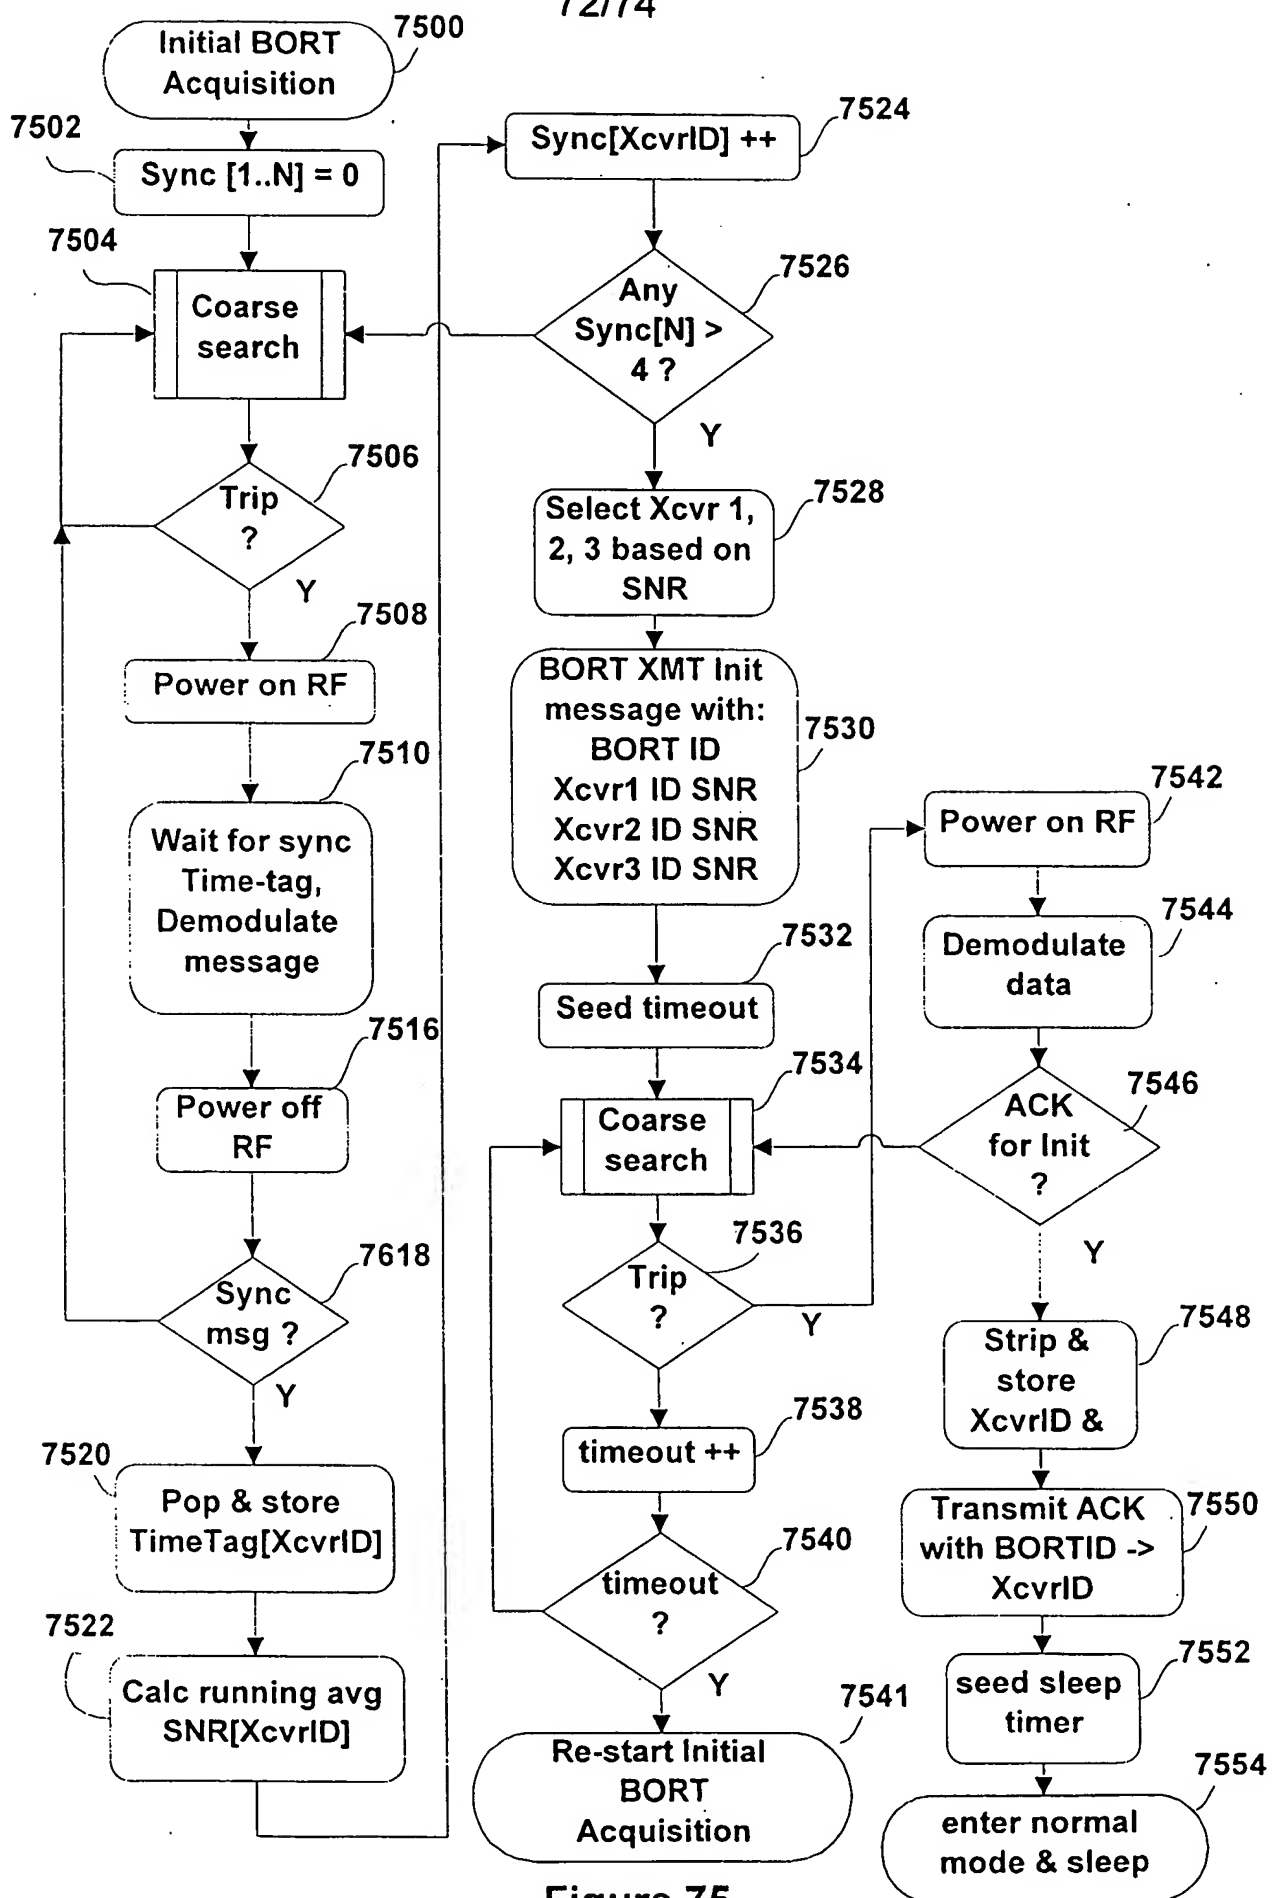 72/74
Initial BORT
Acquisition
7500
7502
Sync [1..N] = 0
7504
Coarse
search
7506
Trip
?
Y
7508
Power on RF
7510
Wait for sync
Time-tag,
Demodulate
message
7516
Power off
RF
7618
Sync
msg ?
Y
7520
Pop & store
TimeTag[XcvrID]
7522
Calc running avg
SNR[XcvrID]
7524
Sync[XcvrID] ++
7526
Any
Sync[N] >
4 ?
Y
7528
Select Xcvr 1,
2, 3 based on
SNR
BORT XMT Init
message with:
BORT ID
Xcvr1 ID SNR
Xcvr2 ID SNR
Xcvr3 ID SNR
7530
7532
Seed timeout
7534
Coarse
search
7536
Trip
?
Y
7538
timeout ++
7540
timeout
?
Y
7541
Re-start Initial
BORT
Acquisition
7542
Power on RF
7544
Demodulate
data
7546
ACK
for Init
?
Y
7548
Strip &
store
XcvrID &
7550
Transmit ACK
with BORTID ->
XcvrID
7552
seed sleep
timer
7554
enter normal
mode & sleep
Figure 75